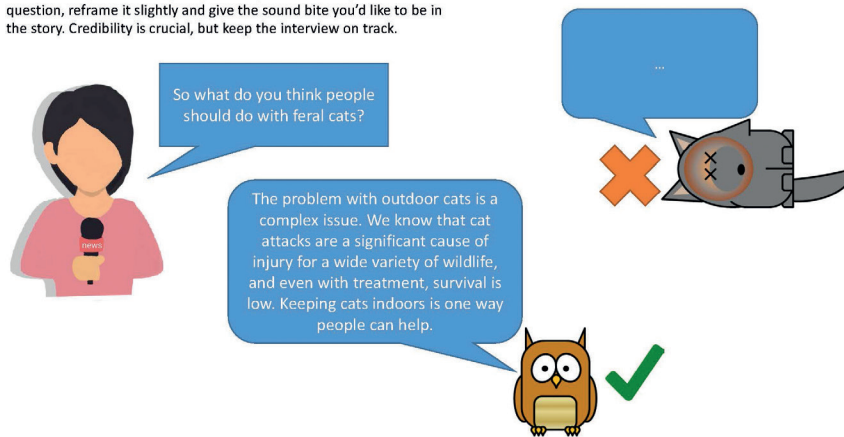 question, reframe it slightly and give the sound bite you’d like to be in
the story. Credibility is crucial, but keep the interview on track.
So what do you think people
should do with feral cats?
...
news
The problem with outdoor cats is a
complex issue. We know that cat
attacks are a significant cause of
injury for a wide variety of wildlife,
and even with treatment, survival is
low. Keeping cats indoors is one way
people can help.